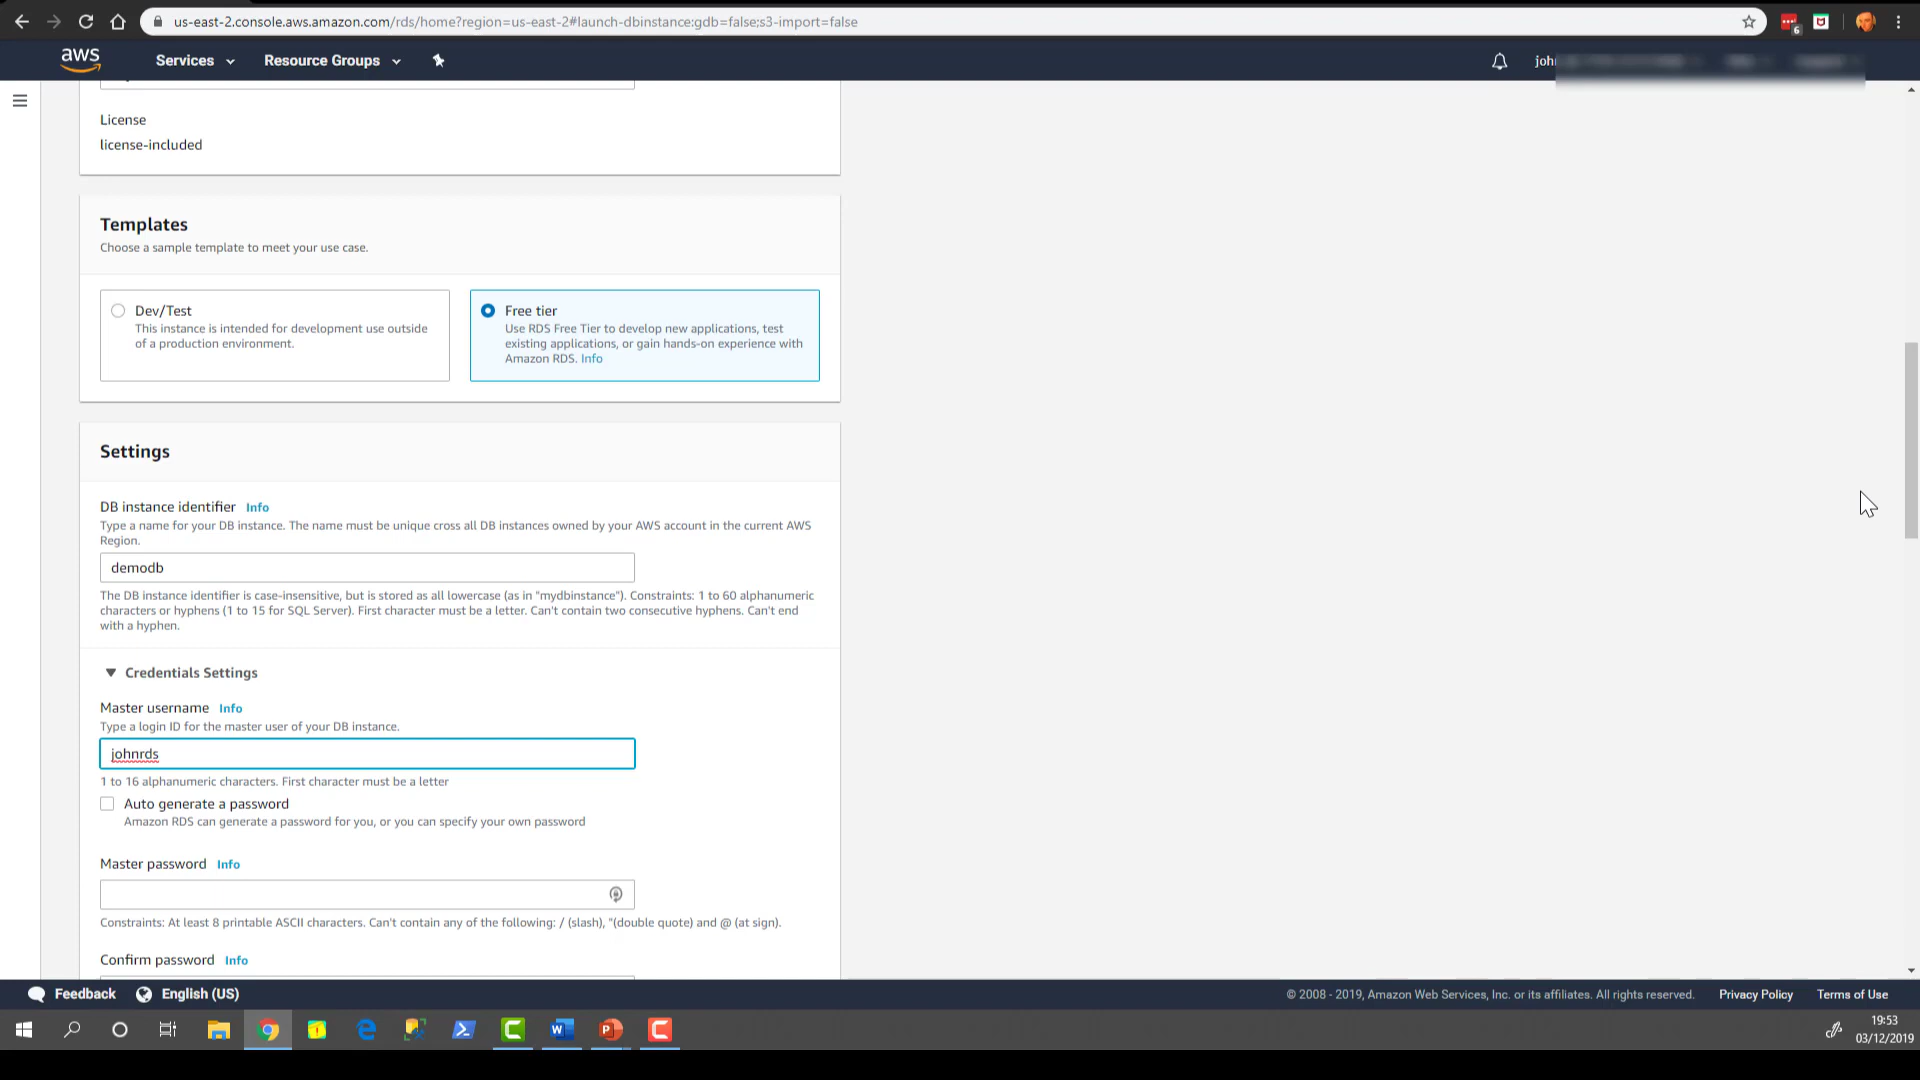 us-east-2.console.aws.amazon.com/rds/home?region=us-east-2#launch-dbinstance:gdb=false;s3-import=false
6
aws
Services
Resource Groups
joh
License
license-included
Templates
Choose a sample template to meet your use case.
Dev/Test
This instance is intended for development use outside
of a production environment.
Free tier
Use RDS Free Tier to develop new applications, test
existing applications, or gain hands-on experience with
Amazon RDS. Info
Settings
DB instance identifier Info
Type a name for your DB instance. The name must be unique cross all DB instances owned by your AWS account in the current AWS
Region.
demodb
The DB instance identifier is case-insensitive, but is stored as all lowercase (as in "mydbinstance"). Constraints: 1 to 60 alphanumeric
characters or hyphens (1 to 15 for SQL Server). First character must be a letter. Can't contain two consecutive hyphens. Can't end
with a hyphen.
Credentials Settings
Master username Info
Type a login ID for the master user of your DB instance.
johnrds
1 to 16 alphanumeric characters. First character must be a letter
Auto generate a password
Amazon RDS can generate a password for you, or you can specify your own password
Master password Info
Constraints: At least 8 printable ASCII characters. Can't contain any of the following: / (slash), "(double quote) and @ (at sign).
Confirm password Info
Feedback
English (US)
© 2008 - 2019, Amazon Web Services, Inc. or its affiliates. All rights reserved.
Privacy Policy
Terms of Use
19:53
03/12/2019